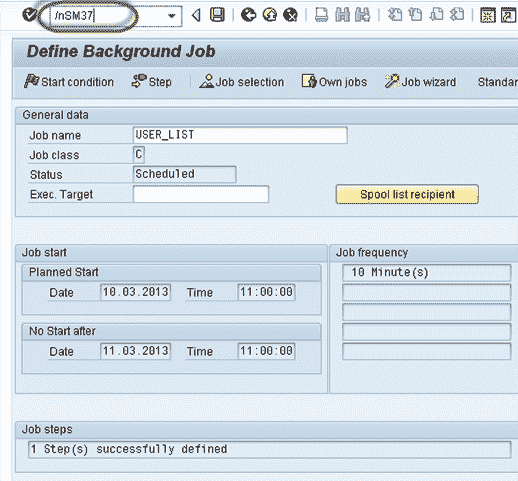 /nSM37
Define Background Job
Start condition Step Job selection Own jobs Job wizard Standar
General data
Job name USER_LIST
Job class C
Status Scheduled
Exec. Target Spool list recipient
Job start Job frequency
Planned Start 10 Minute(s)
Date 10.03.2013 Time 11:00:00
No Start after
Date 11.03.2013 Time 11:00:00
Job steps
1 Step(s) successfully defined